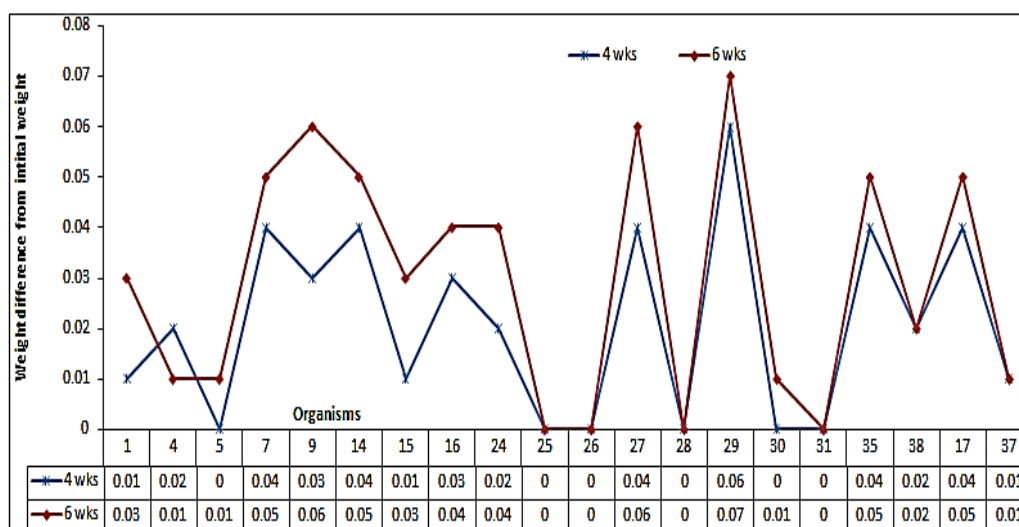 Weight difference from intital weight
0.08
0.07
0.06
0.05
0.04
0.03
0.02
0.01
0
4 wks 6 wks
Organisms
1 4 5 7 9 14 15 16 24 25 26 27 28 29 30 31 35 38 17 37
4 wks 0.01 0.02 0 0.04 0.03 0.04 0.01 0.03 0.02 0 0 0.04 0 0.06 0 0 0.04 0.02 0.04 0.01
6 wks 0.03 0.01 0.01 0.05 0.06 0.05 0.03 0.04 0.04 0 0 0.06 0 0.07 0.01 0 0.05 0.02 0.05 0.01